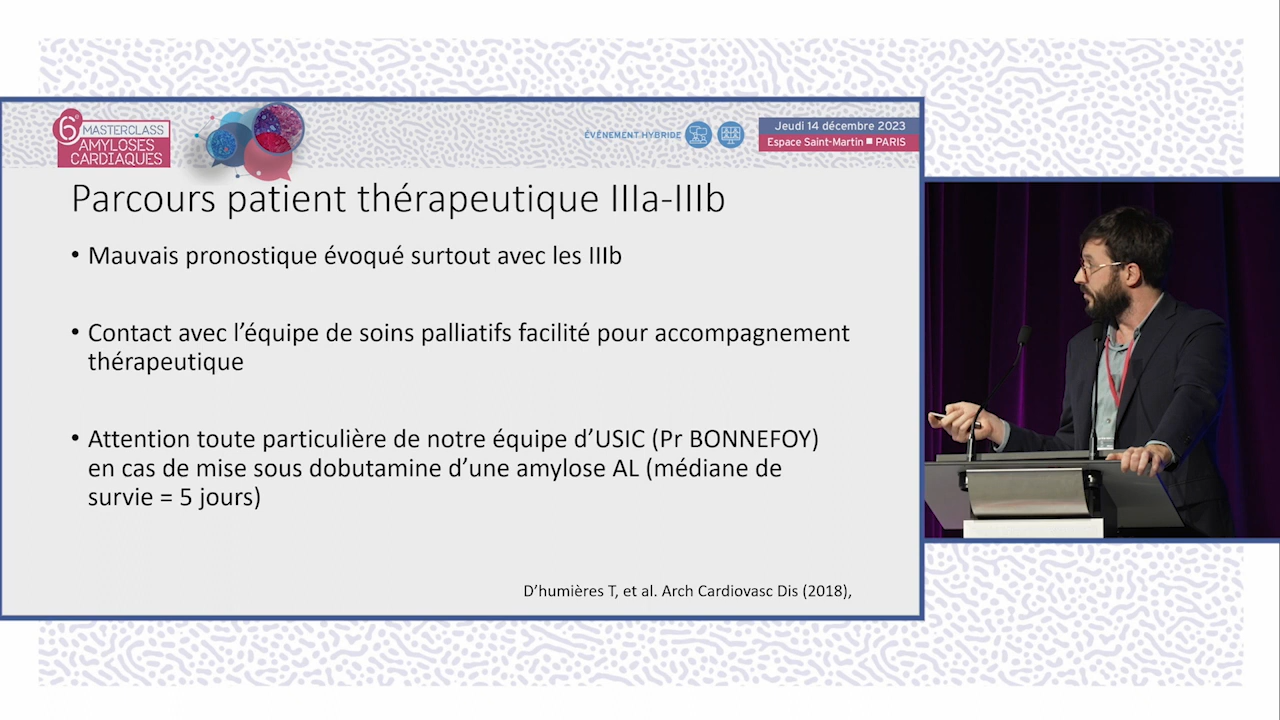 6e
MASTERCLASS
AMYLOSES
CARDIAQUES
ÉVÉNEMENT HYBRIDE
Jeudi 14 décembre 2023
Espace Saint-Martin ■ PARIS
Parcours patient thérapeutique IIIa-IIIb
• Mauvais pronostique évoqué surtout avec les IIIb
• Contact avec l’équipe de soins palliatifs facilité pour accompagnement
thérapeutique
• Attention toute particulière de notre équipe d’USIC (Pr BONNEFOY)
en cas de mise sous dobutamine d’une amylose AL (médiane de
survie = 5 jours)
D’humières T, et al. Arch Cardiovasc Dis (2018),